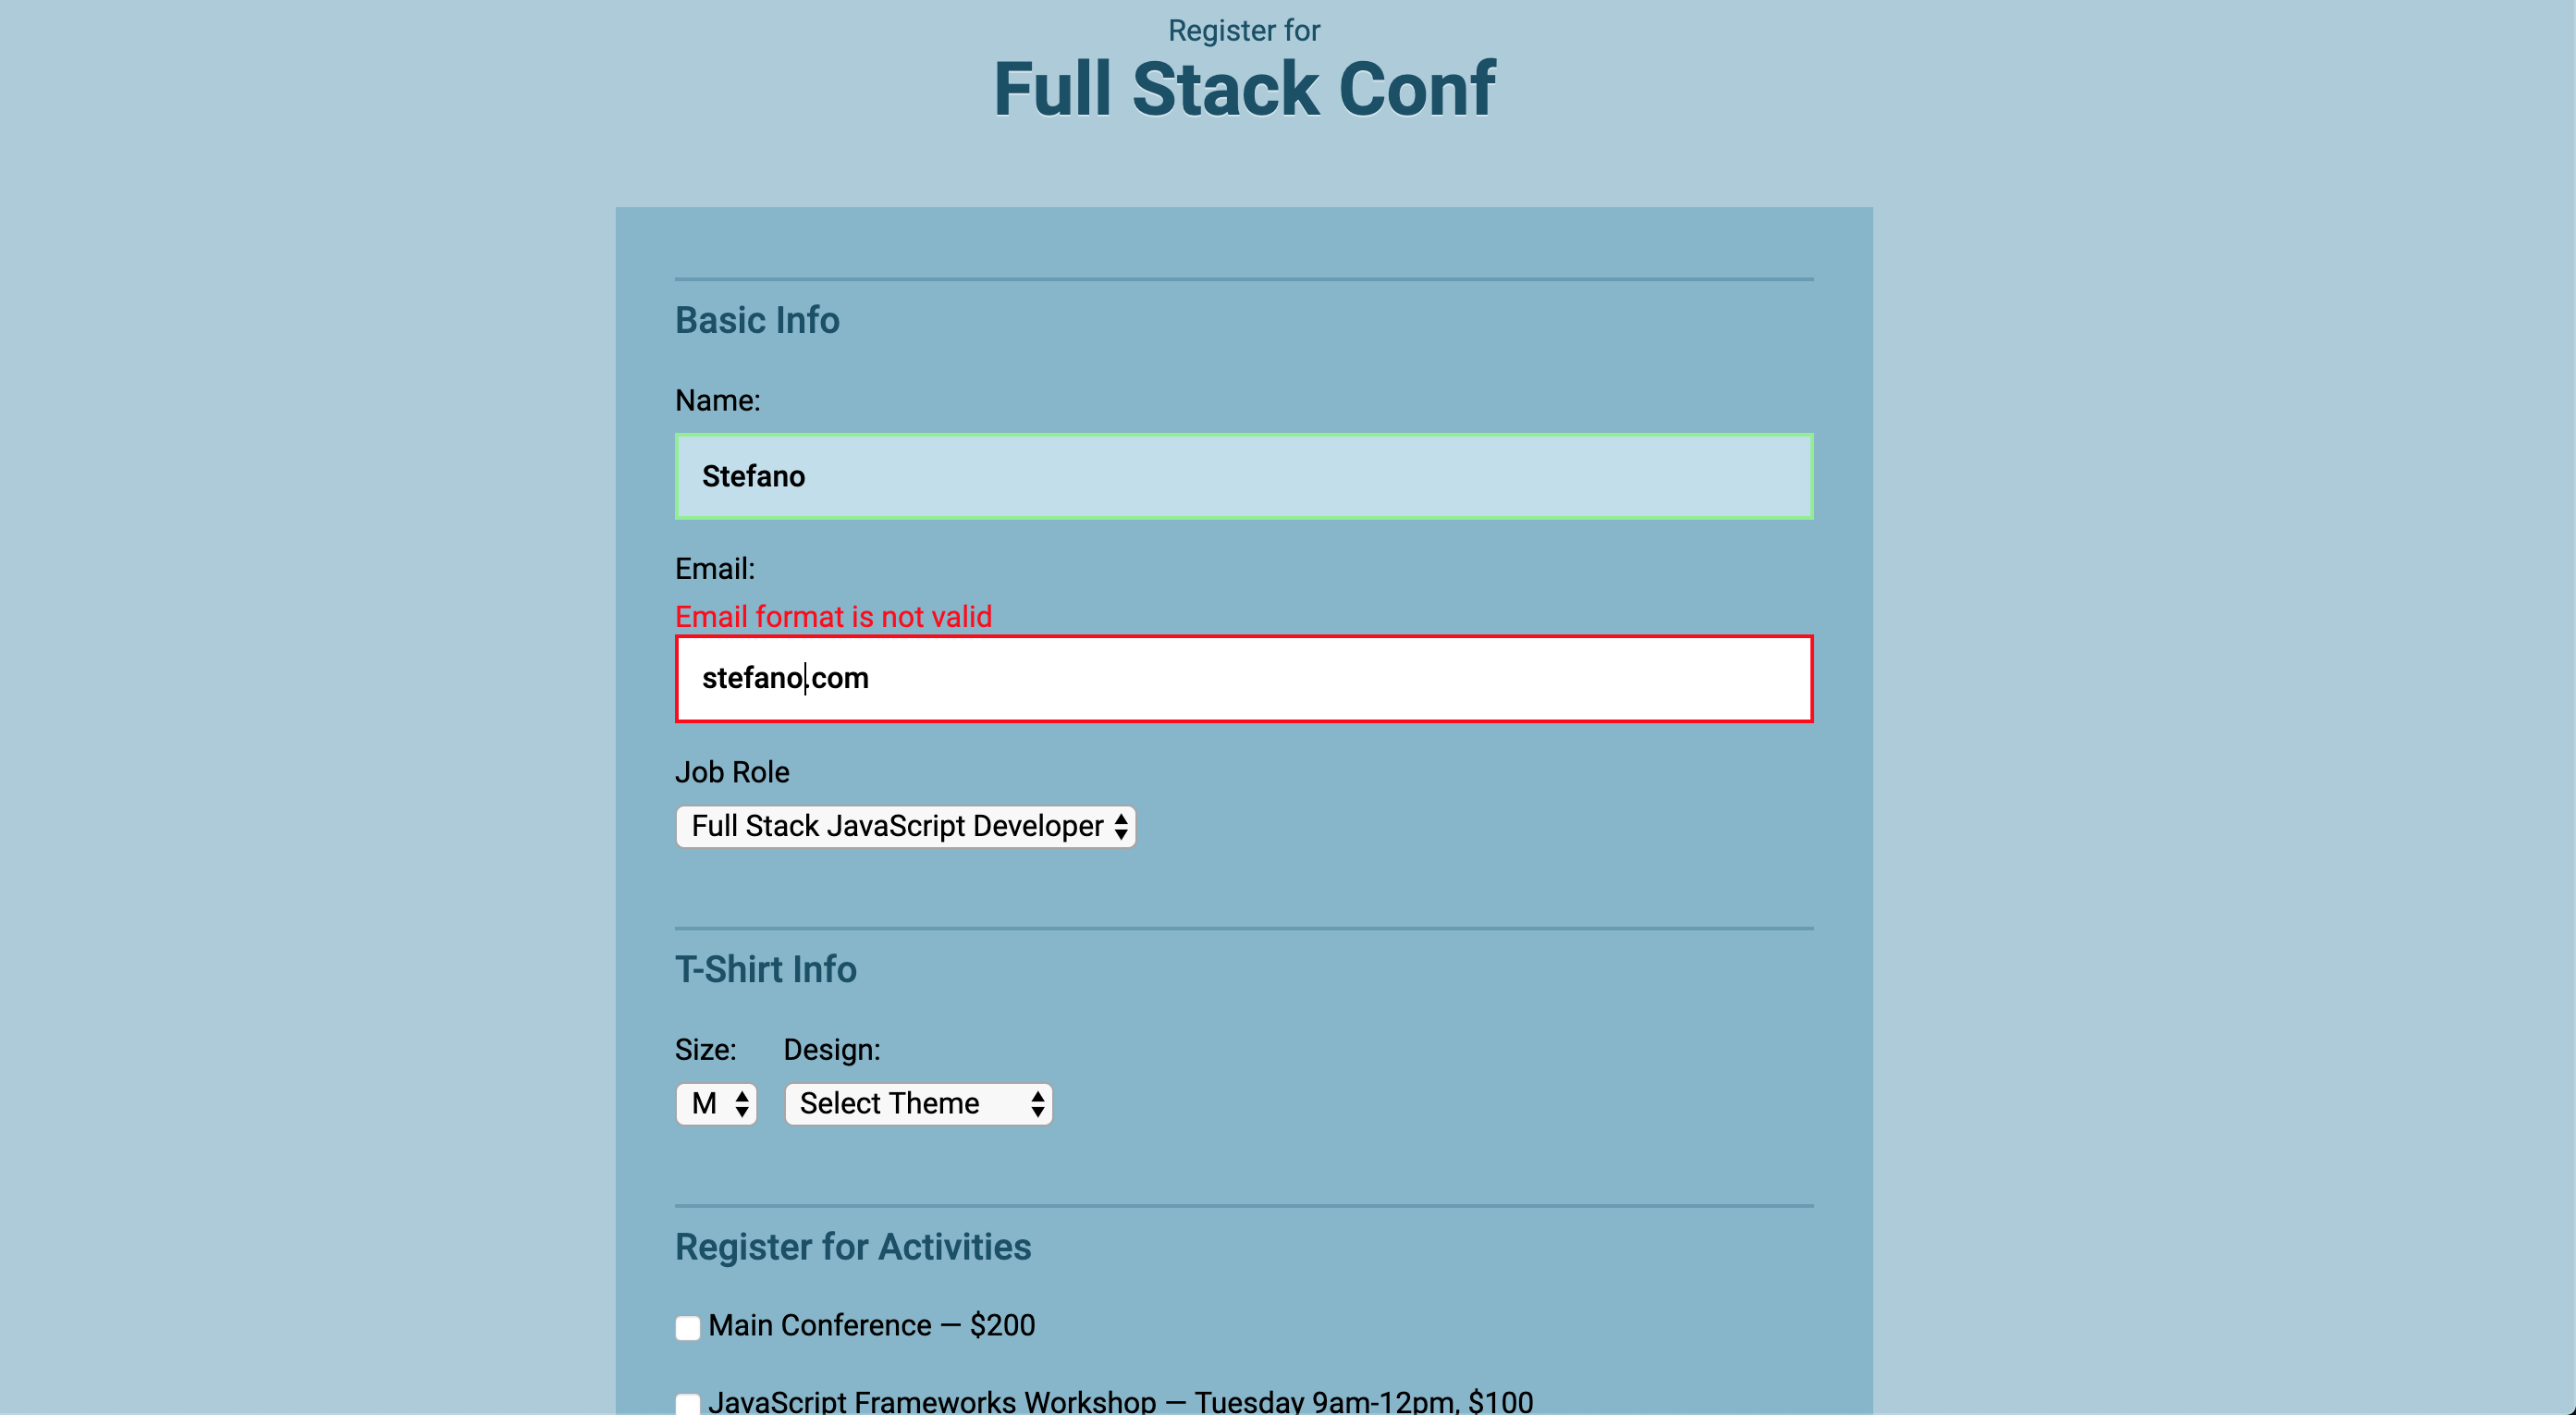 Register for
Full Stack Conf
Basic Info
Name:
Stefano
Email:
Email format is not valid
stefano.com
Job Role
Full Stack JavaScript Developer
T-Shirt Info
Size: Design:
M Select Theme
Register for Activities
Main Conference — $200
JavaScript Frameworks Workshop — Tuesday 9am-12pm, $100